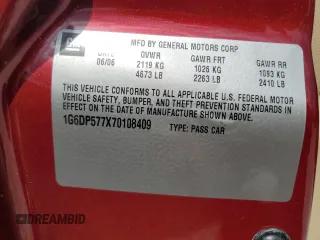 GM
MFD BY GENERAL MOTORS CORP
DATE GVWR GAWR FRT GAWR RR
06/06 2119 KG 1026 KG 1093 KG
4673 LB 2263 LB 2410 LB
THIS VEHICLE CONFORMS TO ALL APPLICABLE U.S. FEDERAL MOTOR
VEHICLE SAFETY, BUMPER, AND THEFT PREVENTION STANDARDS IN
EFFECT ON THE DATE OF MANUFACTURE SHOWN ABOVE.
1G6DP577X70108409 TYPE: PASS CAR
DREAMBID